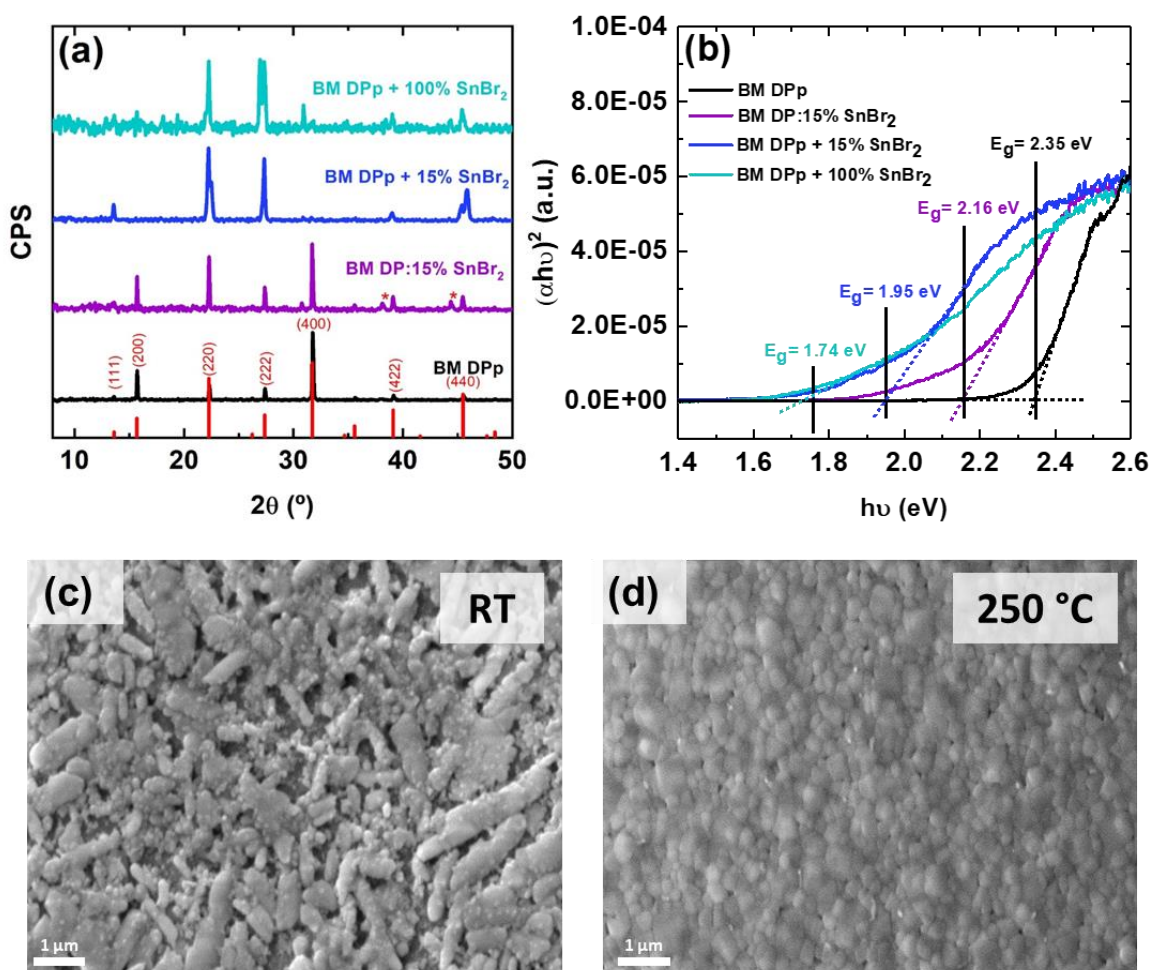 (a)
BM DPp + 100% SnBr₂
BM DPp + 15% SnBr₂
BM DP:15% SnBr₂
* *
(400)
BM DPp
(111)
(200)
(220)
(222)
(422)
(440)
CPS
10 20 30 40 50
2θ (º)
(b)
BM DPp
BM DP:15% SnBr₂
BM DPp + 15% SnBr₂
BM DPp + 100% SnBr₂
Eg= 2.35 eV
Eg= 2.16 eV
Eg= 1.95 eV
Eg= 1.74 eV
1.0E-04
8.0E-05
6.0E-05
4.0E-05
2.0E-05
0.0E+00
(αhυ)² (a.u.)
1.4 1.6 1.8 2.0 2.2 2.4 2.6
hυ (eV)
(c)
RT
1 µm
(d)
250 °C
1 µm